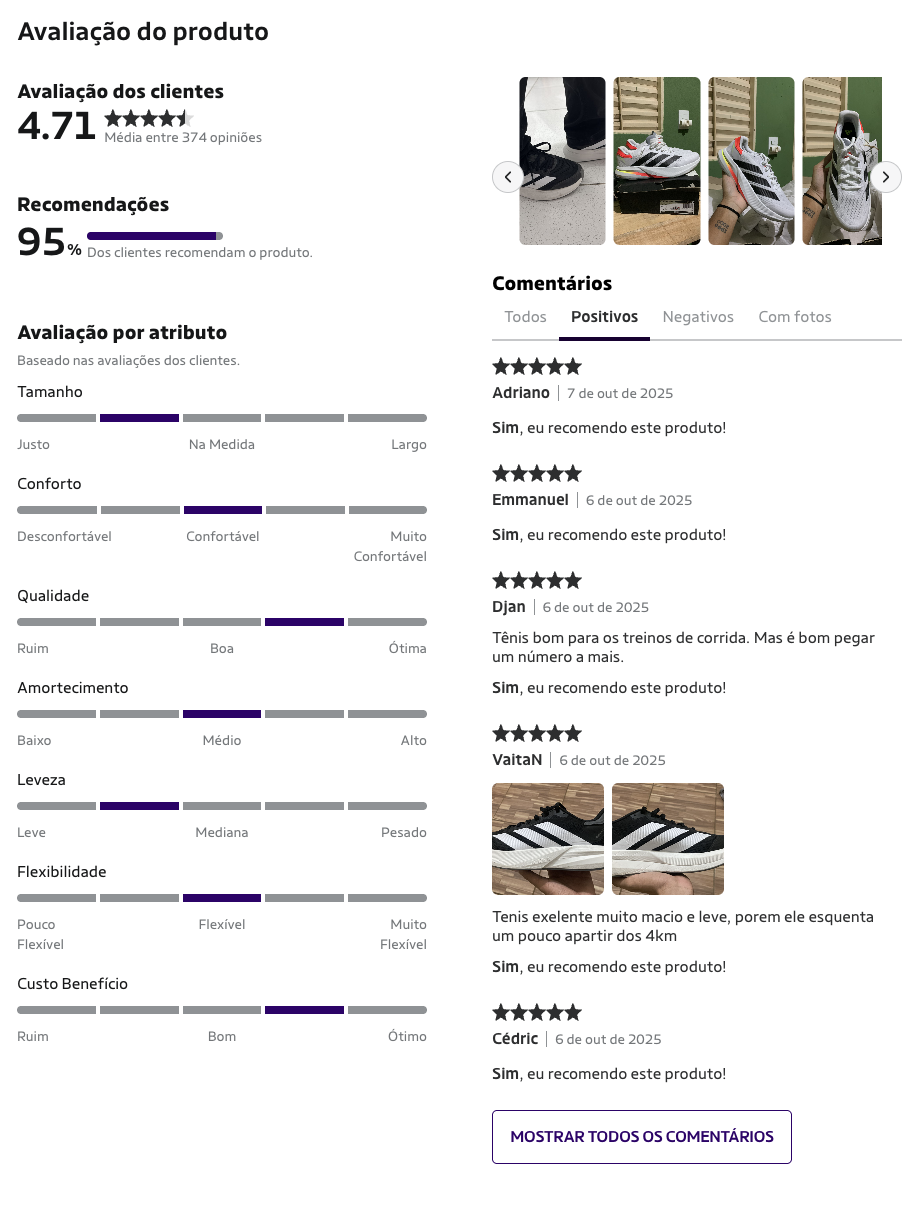 Avaliação do produto
Avaliação dos clientes
4.71
Média entre 374 opiniões
Recomendações
95%
Dos clientes recomendam o produto.
Avaliação por atributo
Baseado nas avaliações dos clientes.
Tamanho
Justo Na Medida Largo
Conforto
Desconfortável Confortável Muito
Confortável
Qualidade
Ruim Boa Ótima
Amortecimento
Baixo Médio Alto
Leveza
Leve Mediana Pesado
Flexibilidade
Pouco Flexível Muito
Flexível Flexível
Custo Benefício
Ruim Bom Ótimo
Comentários
Todos Positivos Negativos Com fotos
Adriano | 7 de out de 2025
Sim, eu recomendo este produto!
Emmanuel | 6 de out de 2025
Sim, eu recomendo este produto!
Djan | 6 de out de 2025
Tênis bom para os treinos de corrida. Mas é bom pegar
um número a mais.
Sim, eu recomendo este produto!
VaitaN | 6 de out de 2025
Tenis exelente muito macio e leve, porem ele esquenta
um pouco apartir dos 4km
Sim, eu recomendo este produto!
Cédric | 6 de out de 2025
Sim, eu recomendo este produto!
MOSTRAR TODOS OS COMENTÁRIOS